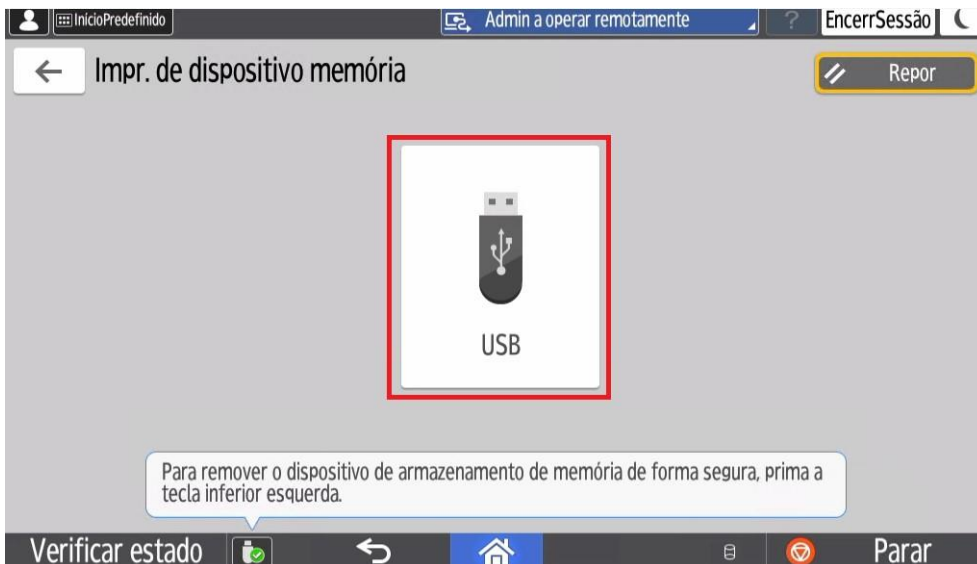 InícioPredefinido
Admin a operar remotamente
?
EncerrSessão
Impr. de dispositivo memória
Repor
USB
Para remover o dispositivo de armazenamento de memória de forma segura, prima a
tecla inferior esquerda.
Verificar estado
Parar